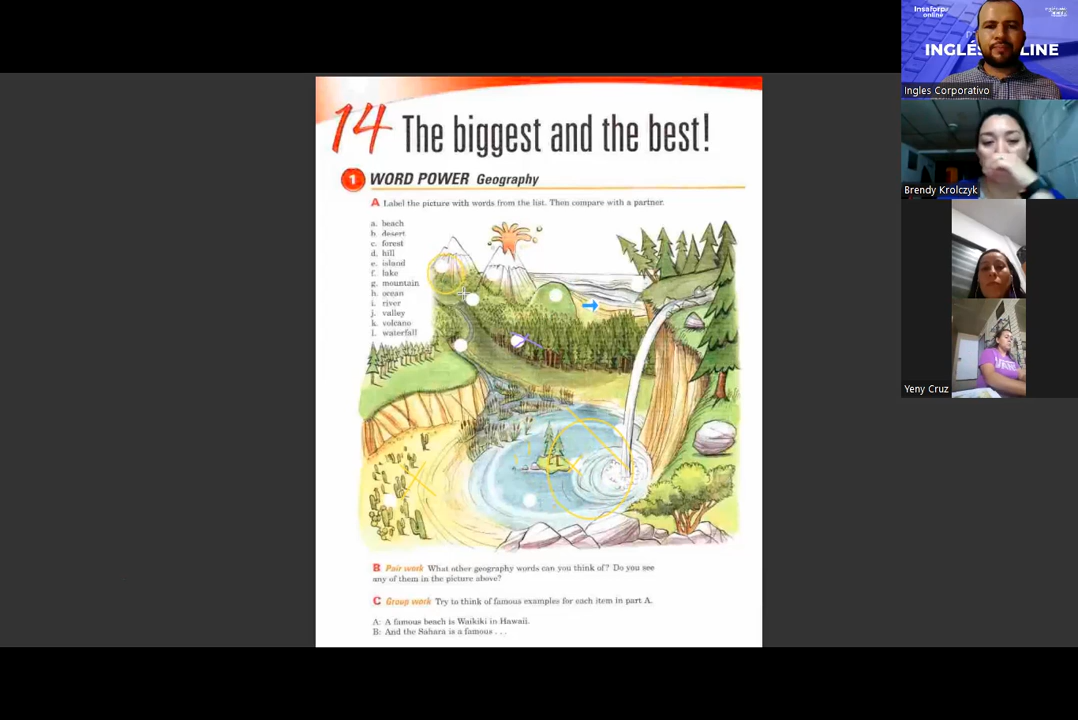 14 The biggest and the best!
1 WORD POWER Geography
A Label the picture with words from the list. Then compare with a partner.
a. beach
b. desert
c. forest
d. hill
e. island
f. lake
g. mountain
h. ocean
i. river
j. valley
k. volcano
l. waterfall
B Pair work What other geography words can you think of? Do you see
any of them in the picture above?
C Group work Try to think of famous examples for each item in part A.
A: A famous beach is Waikiki in Hawaii.
B: And the Sahara is a famous . . .
Insaforp
online
INGLÉS LINE
Ingles Corporativo
Brendy Krolczyk
Yeny Cruz